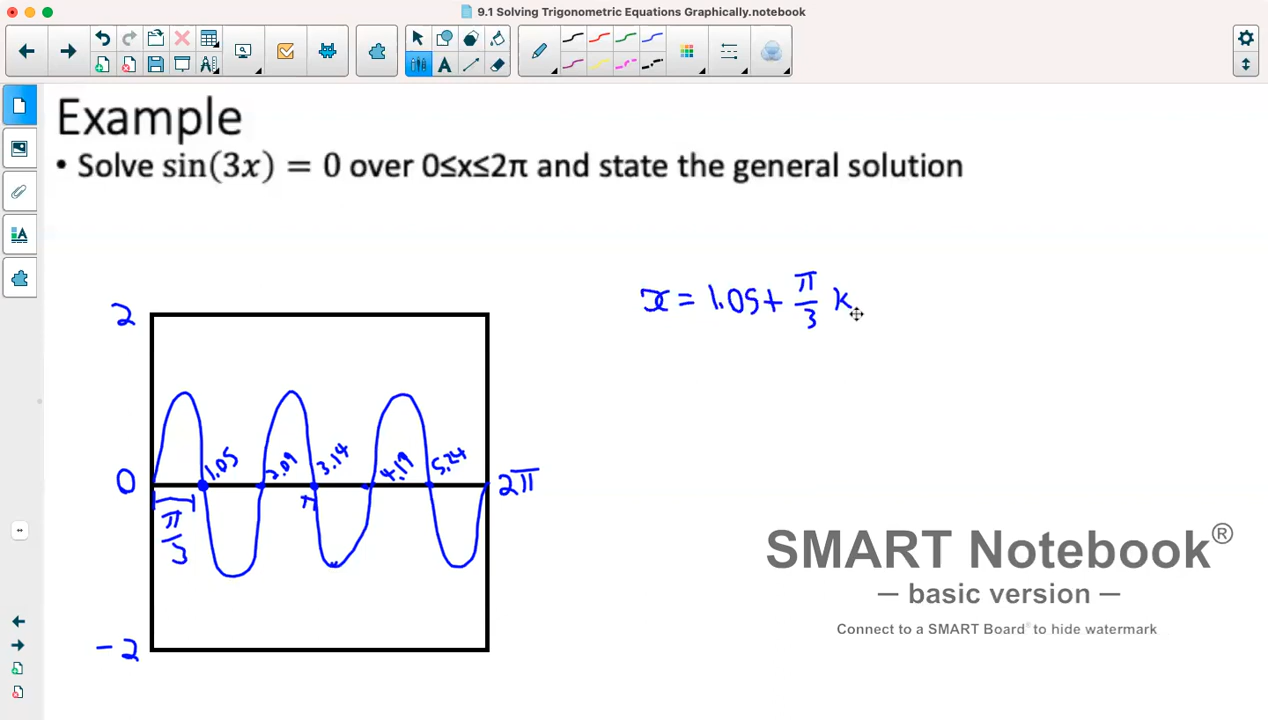 9.1 Solving Trigonometric Equations Graphically.notebook
Example
• Solve sin(3x) = 0 over 0≤x≤2π and state the general solution
x = 1.05 + π/3 k
2
1.05 2.09 3.14 4.19 5.24
0 π 2π
π/3
-2
SMART Notebook®
— basic version —
Connect to a SMART Board® to hide watermark